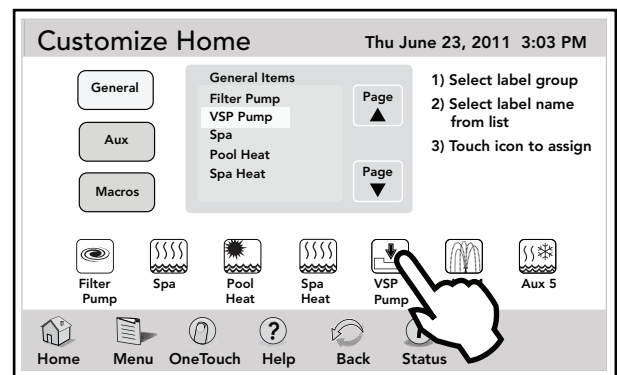 Customize Home
Thu June 23, 2011 3:03 PM
General
Aux
Macros
General Items
Filter Pump
VSP Pump
Spa
Pool Heat
Spa Heat
Page
Page
1) Select label group
2) Select label name
from list
3) Touch icon to assign
Filter
Pump
Spa
Pool
Heat
Spa
Heat
VSP
Pump
Aux 5
Home
Menu
OneTouch
?
Help
Back
Status